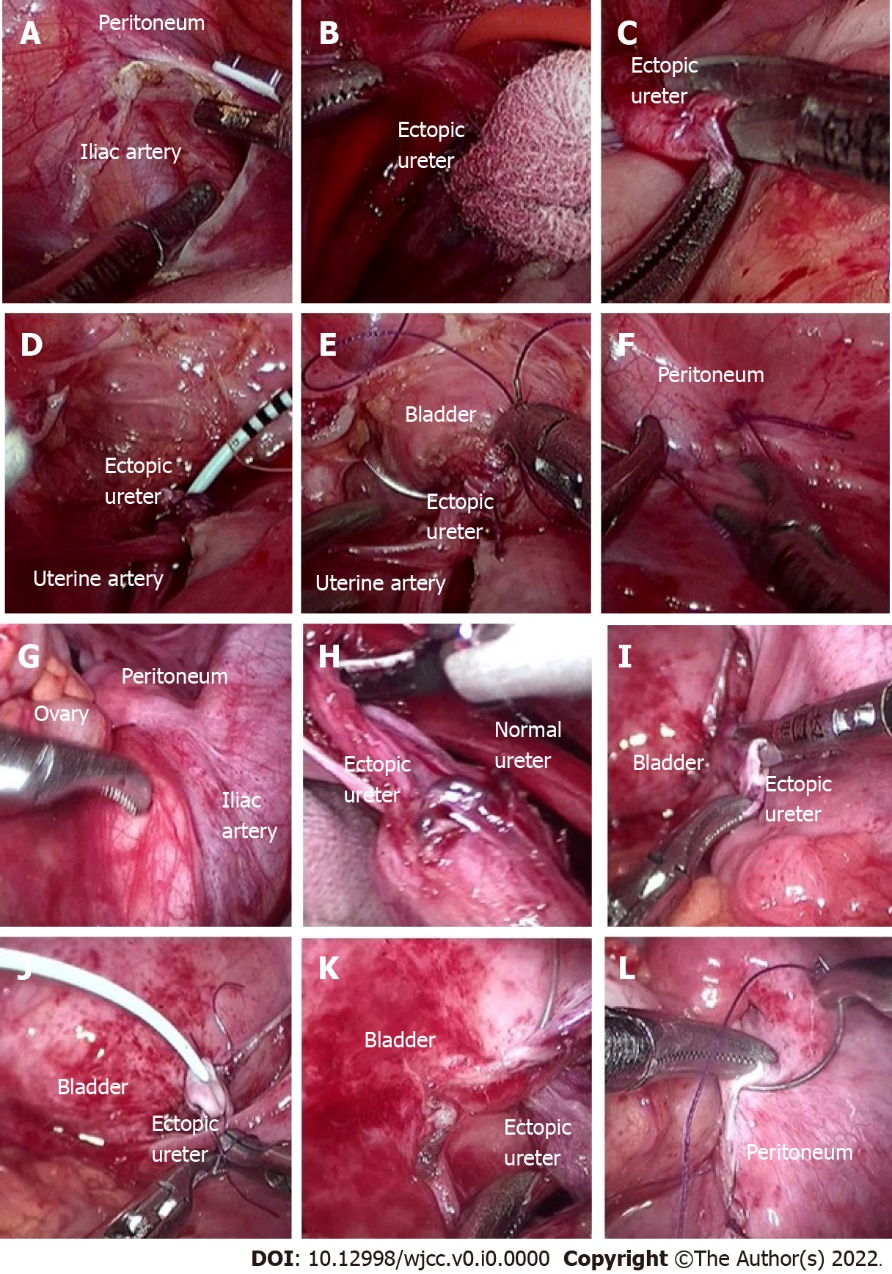 A
Peritoneum
Iliac artery
B
Ectopic
ureter
C
Ectopic
ureter
D
Ectopic
ureter
Uterine artery
E
Bladder
Ectopic
ureter
Uterine artery
F
Peritoneum
G
Peritoneum
Ovary
Iliac
artery
H
Normal
ureter
Ectopic
ureter
I
Bladder
Ectopic
ureter
J
Bladder
Ectopic
ureter
K
Bladder
Ectopic
ureter
L
Peritoneum
DOI: 10.12998/wjcc.v0.i0.0000 Copyright ©The Author(s) 2022.